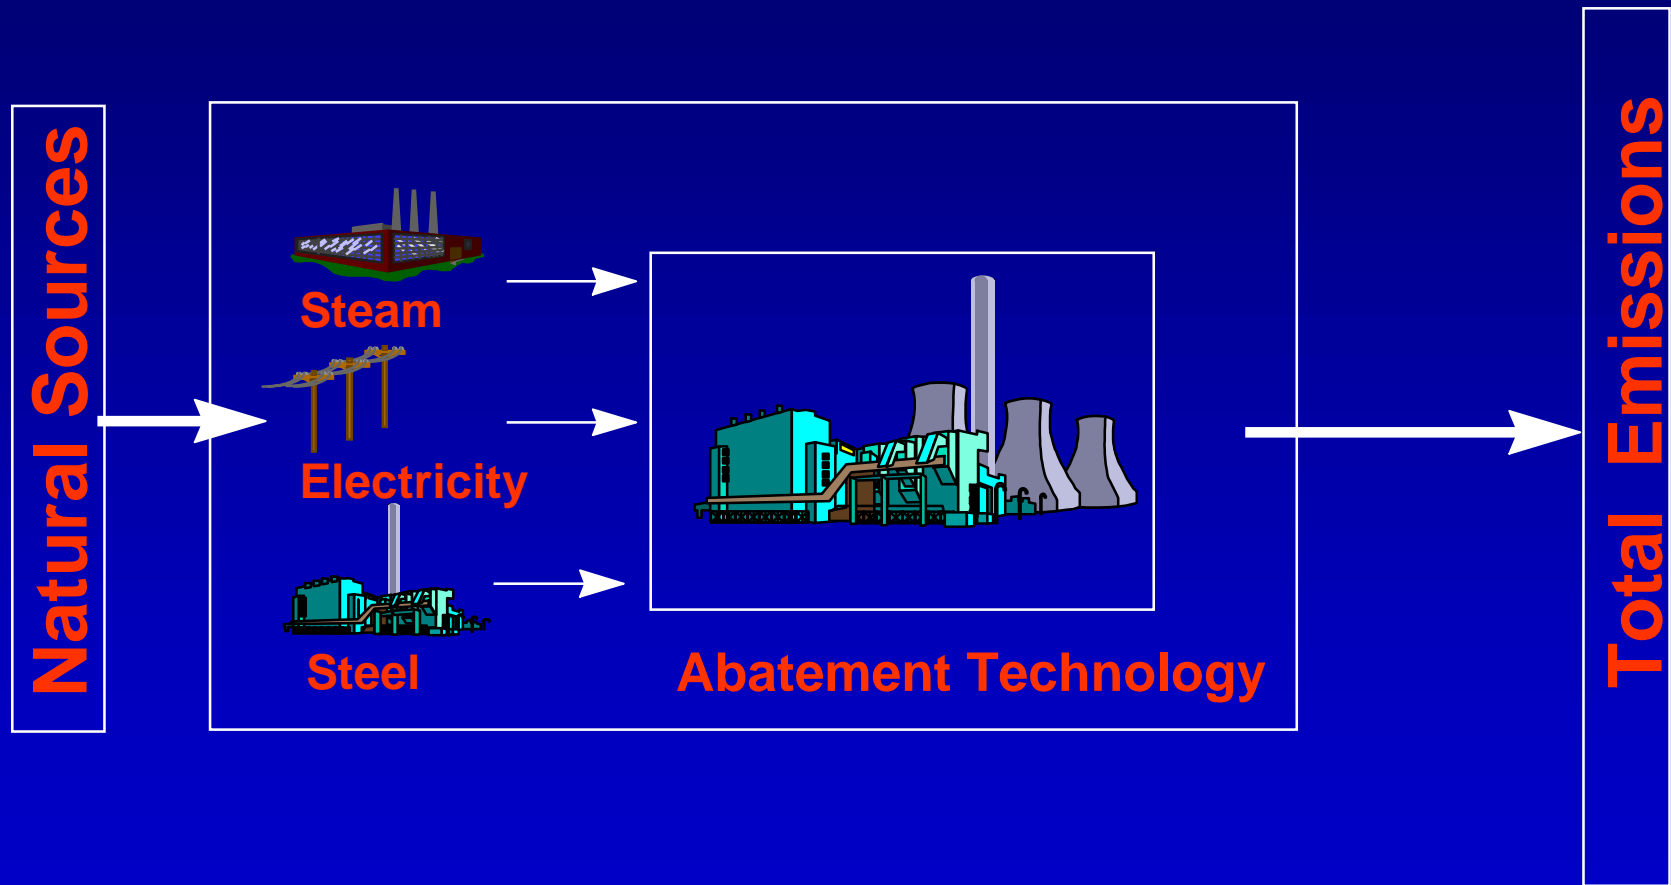 Natural Sources
Steam
Electricity
Steel
Abatement Technology
Total Emissions